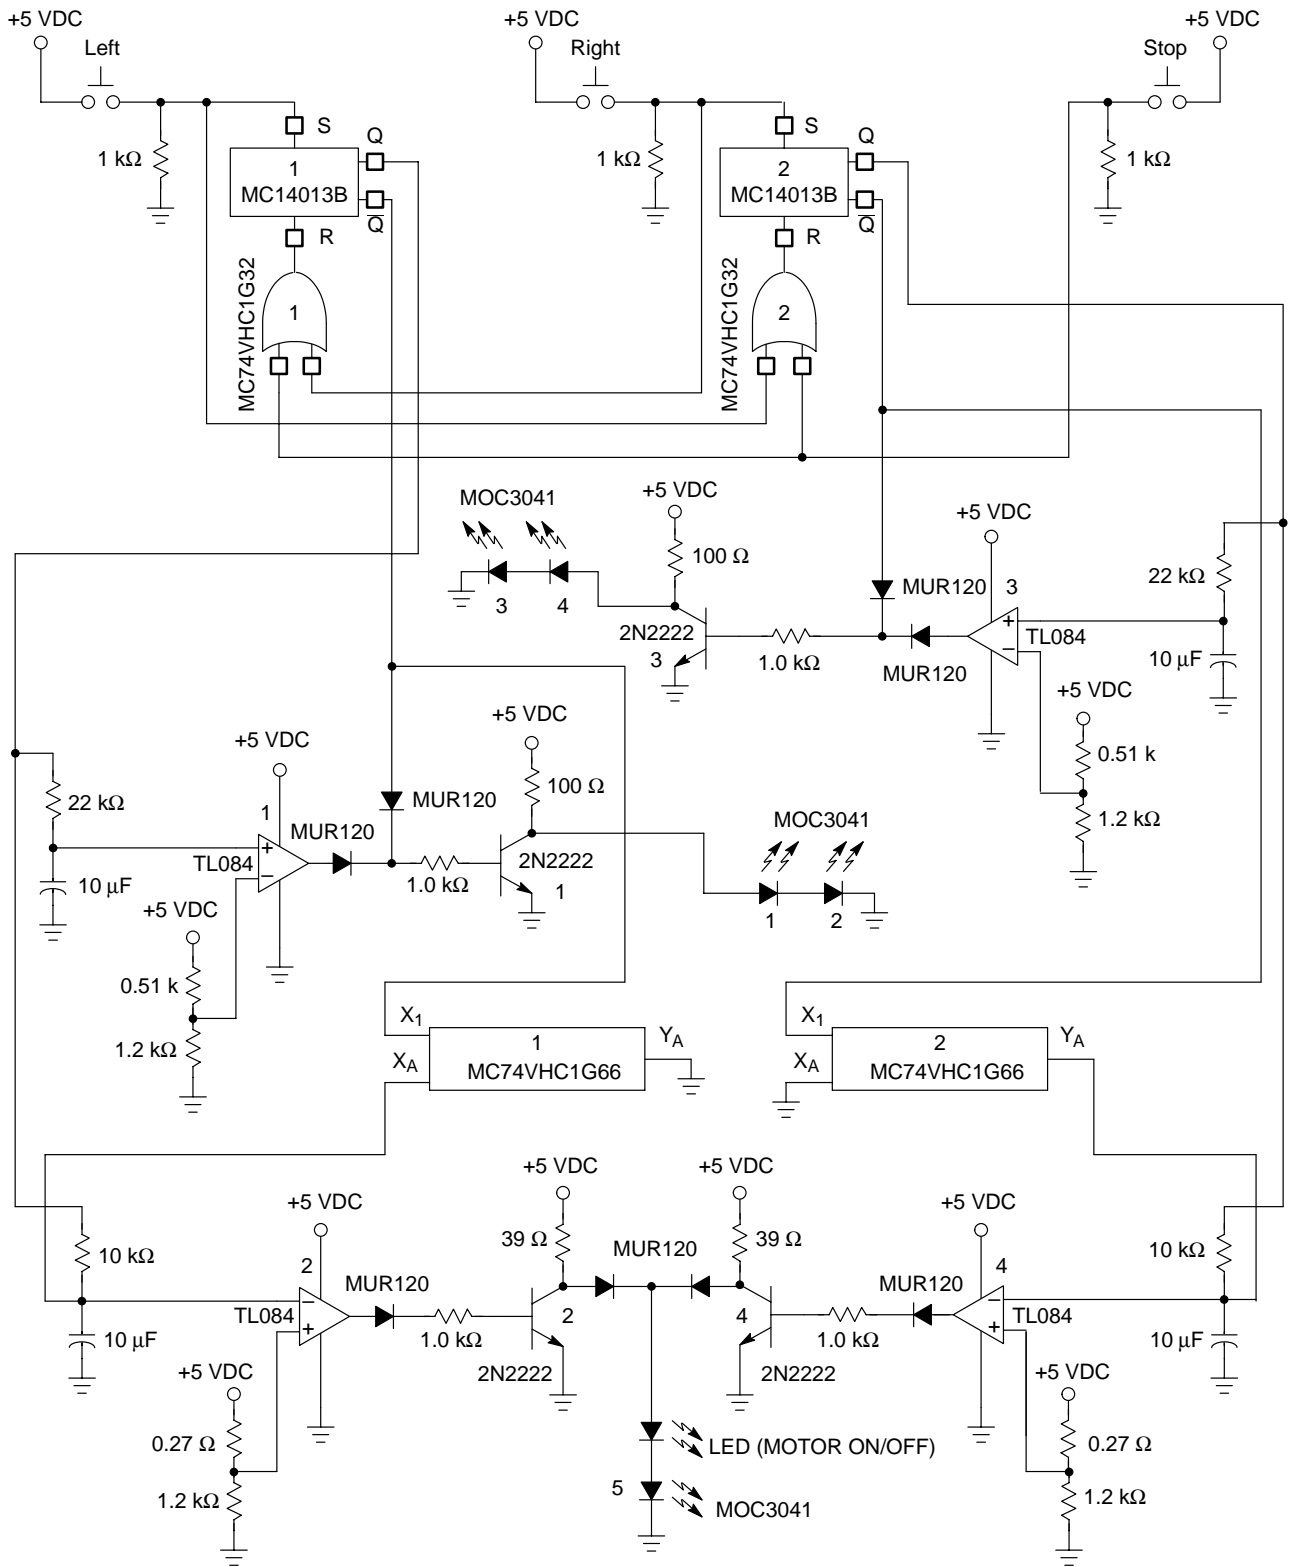 +5 VDC
Left
+5 VDC
Right
Stop
+5 VDC
S
Q
S
Q
1 kΩ
1
MC14013B
1 kΩ
2
MC14013B
1 kΩ
Q
Q
R
R
MC74VHC1G32
1
MC74VHC1G32
2
MOC3041
+5 VDC
+5 VDC
100 Ω
22 kΩ
MUR120
3
3
4
2N2222
+
TL084
−
3
1.0 kΩ
MUR120
10 µF
+5 VDC
+5 VDC
+5 VDC
0.51 k
22 kΩ
1
MUR120
100 Ω
1.2 kΩ
MOC3041
MUR120
+
TL084
−
2N2222
10 µF
1.0 kΩ
1
+5 VDC
1
2
0.51 k
X1
X1
1.2 kΩ
1
YA
2
YA
XA
MC74VHC1G66
XA
MC74VHC1G66
+5 VDC
+5 VDC
+5 VDC
+5 VDC
39 Ω
MUR120
39 Ω
10 kΩ
2
MUR120
MUR120
4
10 kΩ
−
TL084
+
2
4
−
TL084
+
10 µF
1.0 kΩ
1.0 kΩ
10 µF
+5 VDC
2N2222
2N2222
+5 VDC
0.27 Ω
LED (MOTOR ON/OFF)
0.27 Ω
1.2 kΩ
5
MOC3041
1.2 kΩ